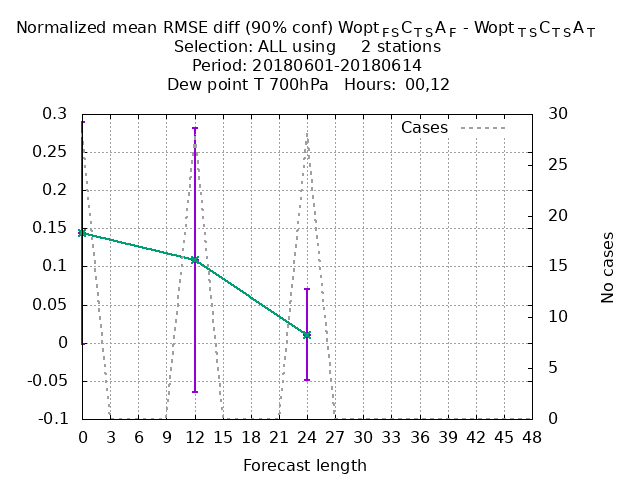 Normalized mean RMSE diff (90% conf) Wopt FS C TS A F - Wopt TS C TS A T
Selection: ALL using 2 stations
Period: 20180601-20180614
Dew point T 700hPa Hours: 00,12
0.3
0.25
0.2
0.15
0.1
0.05
0
-0.05
-0.1
Cases
30
25
20
15
10
5
0
No cases
0 3 6 9 12 15 18 21 24 27 30 33 36 39 42 45 48
Forecast length